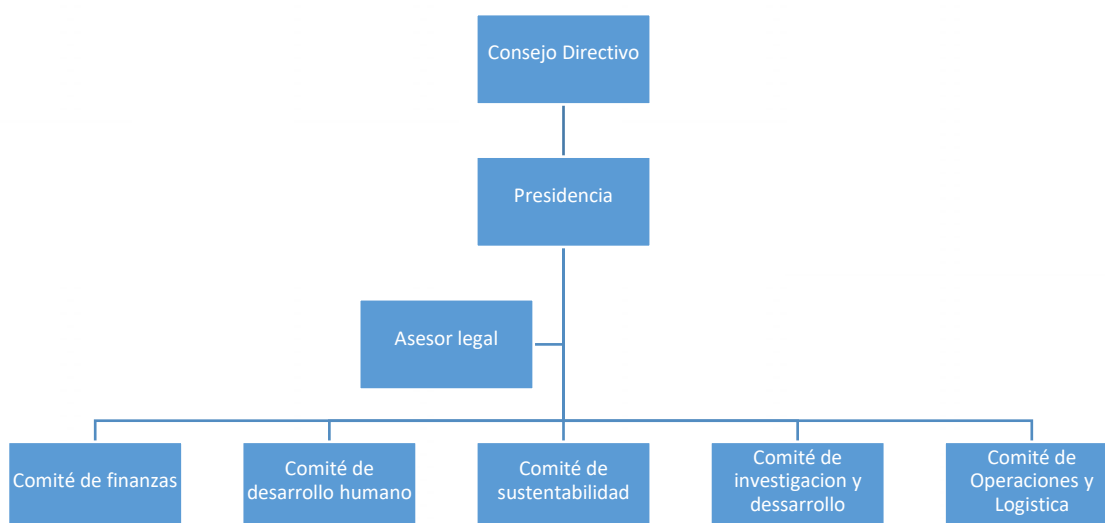 Consejo Directivo
Presidencia
Asesor legal
Comité de finanzas
Comité de
desarrollo humano
Comité de
sustentabilidad
Comité de
investigacion y
dessarrollo
Comité de
Operaciones y
Logistica